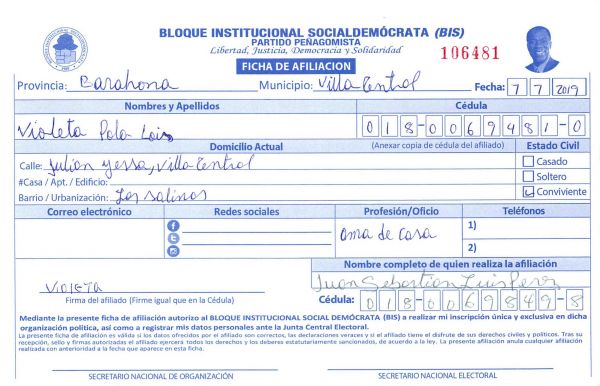 BLOQUE INSTITUCIONAL SOCIALDEMÓCRATA (BIS)
PARTIDO PEÑAGOMISTA
Libertad, Justicia, Democracia y Solidaridad
106481
FICHA DE AFILIACION
Provincia: Barahona Municipio: Villa Central Fecha: 7 7 2019
Nombres y Apellidos Cédula
Violeta Polo Luis 018-0069481-0
Domicilio Actual (Anexar copia de cédula del afiliado) Estado Civil
Calle: Julian yessa, Villa Central Casado
#Casa / Apt. / Edificio: Soltero
Barrio / Urbanización: Los Salinos Conviviente
Correo electrónico Redes sociales Profesión/Oficio Teléfonos
ama de casa 1)
2)
Nombre completo de quien realiza la afiliación
VIOLETA Juan Sebastian Luis Perez
Firma del afiliado (Firme igual que en la Cédula) Cédula: 018-0069849-8
Mediante la presente ficha de afiliación autorizo al BLOQUE INSTITUCIONAL SOCIAL DEMÓCRATA (BIS) a realizar mi inscripción única y exclusiva en dicha
organización política, así como a registrar mis datos personales ante la Junta Central Electoral.
La presente ficha de afiliación es válida si los datos ofrecidos por el afiliado son correctos, las declaraciones veraces y si el afiliado tiene el disfrute de sus derechos civiles y políticos. Tras su
recepción, sello y firmas autorizadas el afiliado ejercerá todos los derechos y los deberes estatutariamente sancionados, de acuerdo a la ley. La presente afiliación anula cualquier afiliación
realizada con anterioridad a la fecha que aparece en esta ficha.
SECRETARIO NACIONAL DE ORGANIZACIÓN SECRETARIO NACIONAL ELECTORAL